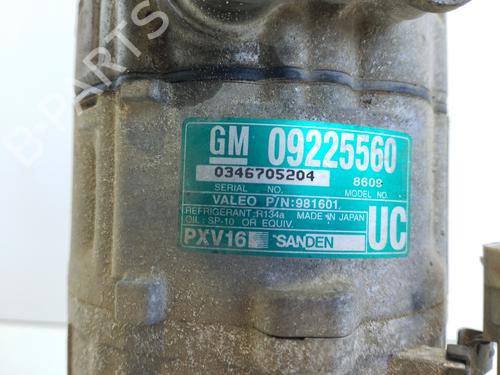 B-PARTS
GM 09225560
0346705204 8608
SERIAL NO. MODEL NO.
VALEO P/N:981601
REFRIGERANT:R134a MADE IN JAPAN
OIL: SP-10 OR EQUIV.
PXV16 SANDEN UC